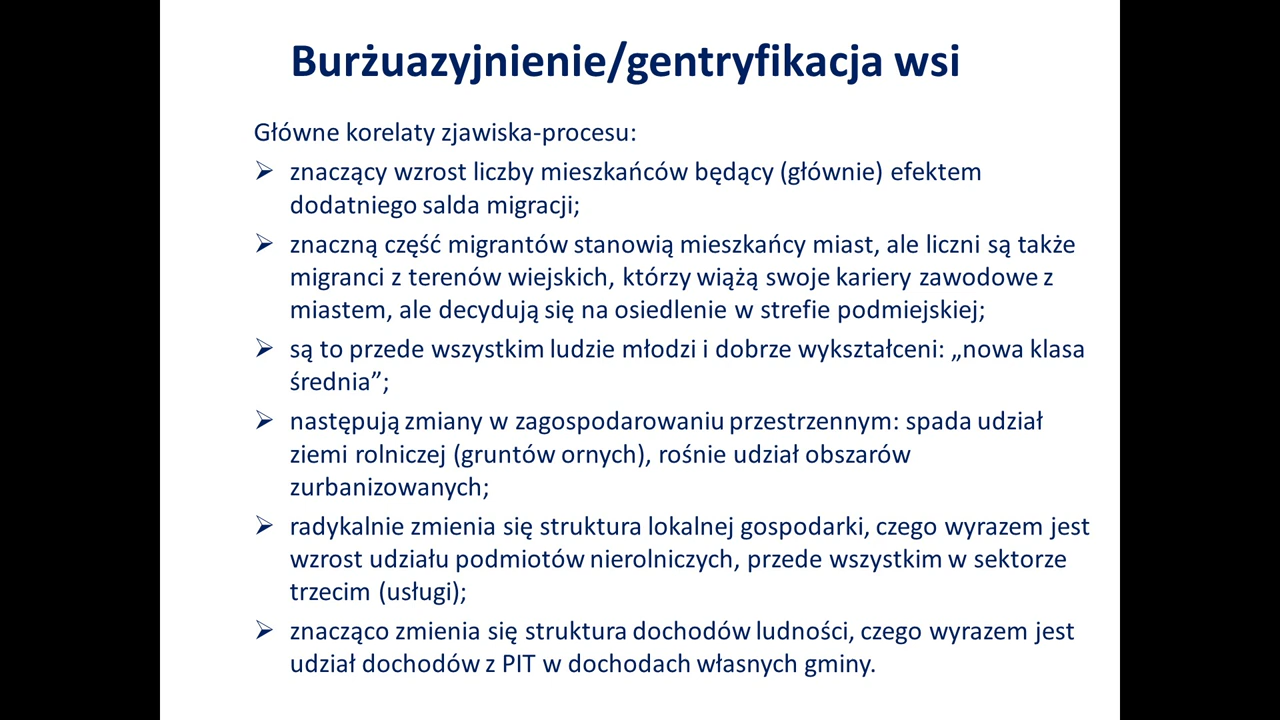 Burżuazyjnienie/gentryfikacja wsi
Główne korelaty zjawiska-procesu:
➢ znaczący wzrost liczby mieszkańców będący (głównie) efektem
dodatniego salda migracji;
➢ znaczną część migrantów stanowią mieszkańcy miast, ale liczni są także
migranci z terenów wiejskich, którzy wiążą swoje kariery zawodowe z
miastem, ale decydują się na osiedlenie w strefie podmiejskiej;
➢ są to przede wszystkim ludzie młodzi i dobrze wykształceni: „nowa klasa
średnia”;
➢ następują zmiany w zagospodarowaniu przestrzennym: spada udział
ziemi rolniczej (gruntów ornych), rośnie udział obszarów
zurbanizowanych;
➢ radykalnie zmienia się struktura lokalnej gospodarki, czego wyrazem jest
wzrost udziału podmiotów nierolniczych, przede wszystkim w sektorze
trzecim (usługi);
➢ znacząco zmienia się struktura dochodów ludności, czego wyrazem jest
udział dochodów z PIT w dochodach własnych gminy.